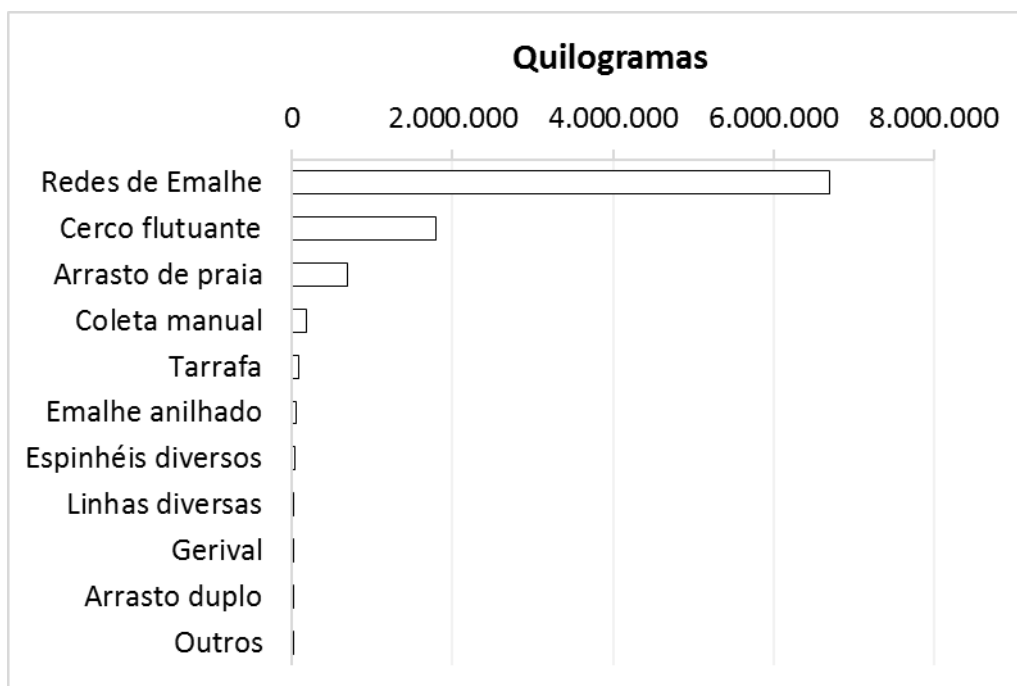 Quilogramas
0 2.000.000 4.000.000 6.000.000 8.000.000
Redes de Emalhe
Cerco flutuante
Arrasto de praia
Coleta manual
Tarrafa
Emalhe anilhado
Espinhéis diversos
Linhas diversas
Gerival
Arrasto duplo
Outros